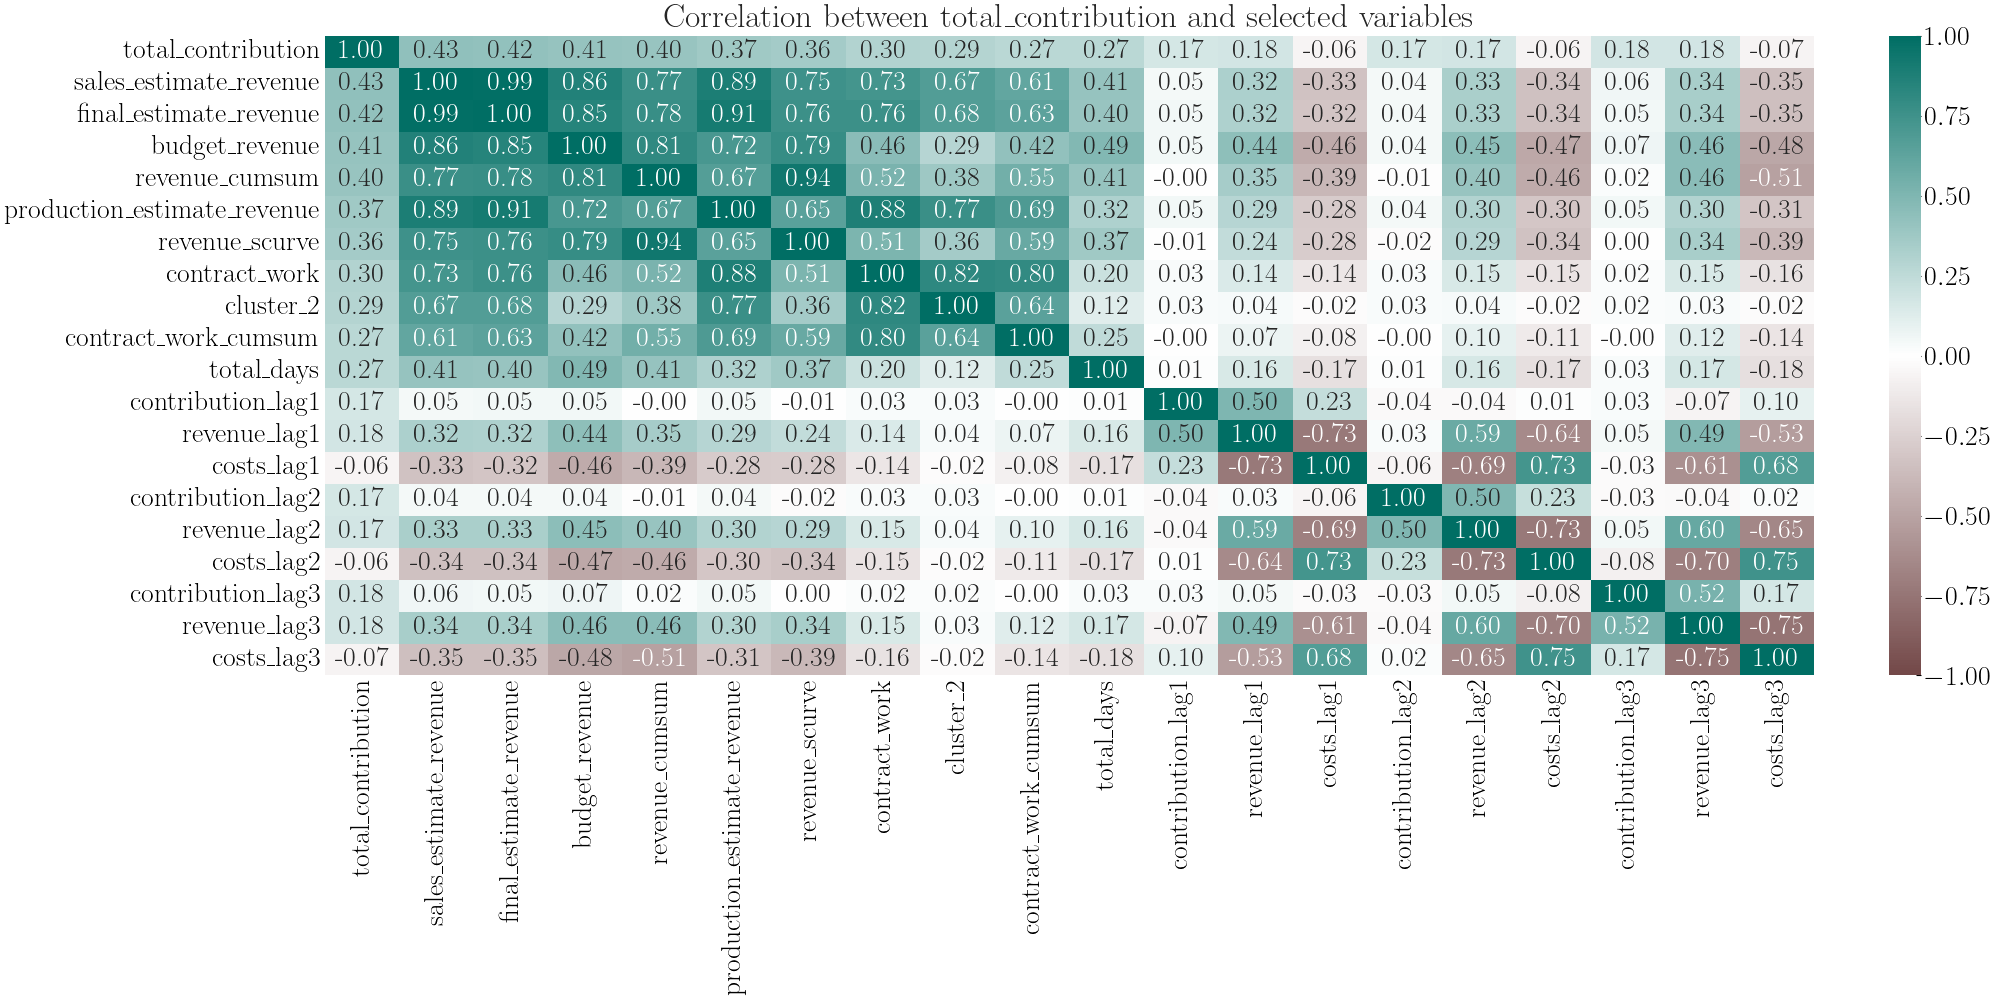 Correlation between total_contribution and selected variables
total_contribution 1.00 0.43 0.42 0.41 0.40 0.37 0.36 0.30 0.29 0.27 0.27 0.17 0.18 -0.06 0.17 0.17 -0.06 0.18 0.18 -0.07
sales_estimate_revenue 0.43 1.00 0.99 0.86 0.77 0.89 0.75 0.73 0.67 0.61 0.41 0.05 0.32 -0.33 0.04 0.33 -0.34 0.06 0.34 -0.35
final_estimate_revenue 0.42 0.99 1.00 0.85 0.78 0.91 0.76 0.76 0.68 0.63 0.40 0.05 0.32 -0.32 0.04 0.33 -0.34 0.05 0.34 -0.35
budget_revenue 0.41 0.86 0.85 1.00 0.81 0.72 0.79 0.46 0.29 0.42 0.49 0.05 0.44 -0.46 0.04 0.45 -0.47 0.07 0.46 -0.48
revenue_cumsum 0.40 0.77 0.78 0.81 1.00 0.67 0.94 0.52 0.38 0.55 0.41 -0.00 0.35 -0.39 -0.01 0.40 -0.46 0.02 0.46 -0.51
production_estimate_revenue 0.37 0.89 0.91 0.72 0.67 1.00 0.65 0.88 0.77 0.69 0.32 0.05 0.29 -0.28 0.04 0.30 -0.30 0.05 0.30 -0.31
revenue_scurve 0.36 0.75 0.76 0.79 0.94 0.65 1.00 0.51 0.36 0.59 0.37 -0.01 0.24 -0.28 -0.02 0.29 -0.34 0.00 0.34 -0.39
contract_work 0.30 0.73 0.76 0.46 0.52 0.88 0.51 1.00 0.82 0.80 0.20 0.03 0.14 -0.14 0.03 0.15 -0.15 0.02 0.15 -0.16
cluster_2 0.29 0.67 0.68 0.29 0.38 0.77 0.36 0.82 1.00 0.64 0.12 0.03 0.04 -0.02 0.03 0.04 -0.02 0.02 0.03 -0.02
contract_work_cumsum 0.27 0.61 0.63 0.42 0.55 0.69 0.59 0.80 0.64 1.00 0.25 -0.00 0.07 -0.08 -0.00 0.10 -0.11 -0.00 0.12 -0.14
total_days 0.27 0.41 0.40 0.49 0.41 0.32 0.37 0.20 0.12 0.25 1.00 0.01 0.16 -0.17 0.01 0.16 -0.17 0.03 0.17 -0.18
contribution_lag1 0.17 0.05 0.05 0.05 -0.00 0.05 -0.01 0.03 0.03 -0.00 0.01 1.00 0.50 0.23 -0.04 -0.04 0.01 0.03 -0.07 0.10
revenue_lag1 0.18 0.32 0.32 0.44 0.35 0.29 0.24 0.14 0.04 0.07 0.16 0.50 1.00 -0.73 0.03 0.59 -0.64 0.05 0.49 -0.53
costs_lag1 -0.06 -0.33 -0.32 -0.46 -0.39 -0.28 -0.28 -0.14 -0.02 -0.08 -0.17 0.23 -0.73 1.00 -0.06 -0.69 0.73 -0.03 -0.61 0.68
contribution_lag2 0.17 0.04 0.04 0.04 -0.01 0.04 -0.02 0.03 0.03 -0.00 0.01 -0.04 0.03 -0.06 1.00 0.50 0.23 -0.03 -0.04 0.02
revenue_lag2 0.17 0.33 0.33 0.45 0.40 0.30 0.29 0.15 0.04 0.10 0.16 -0.04 0.59 -0.69 0.50 1.00 -0.73 0.05 0.60 -0.65
costs_lag2 -0.06 -0.34 -0.34 -0.47 -0.46 -0.30 -0.34 -0.15 -0.02 -0.11 -0.17 0.01 -0.64 0.73 0.23 -0.73 1.00 -0.08 -0.70 0.75
contribution_lag3 0.18 0.06 0.05 0.07 0.02 0.05 0.00 0.02 0.02 -0.00 0.03 0.03 0.05 -0.03 -0.03 0.05 -0.08 1.00 0.52 0.17
revenue_lag3 0.18 0.34 0.34 0.46 0.46 0.30 0.34 0.15 0.03 0.12 0.17 -0.07 0.49 -0.61 -0.04 0.60 -0.70 0.52 1.00 -0.75
costs_lag3 -0.07 -0.35 -0.35 -0.48 -0.51 -0.31 -0.39 -0.16 -0.02 -0.14 -0.18 0.10 -0.53 0.68 0.02 -0.65 0.75 0.17 -0.75 1.00
total_contribution
sales_estimate_revenue
final_estimate_revenue
budget_revenue
revenue_cumsum
production_estimate_revenue
revenue_scurve
contract_work
cluster_2
contract_work_cumsum
total_days
contribution_lag1
revenue_lag1
costs_lag1
contribution_lag2
revenue_lag2
costs_lag2
contribution_lag3
revenue_lag3
costs_lag3
1.00
0.75
0.50
0.25
0.00
−0.25
−0.50
−0.75
−1.00